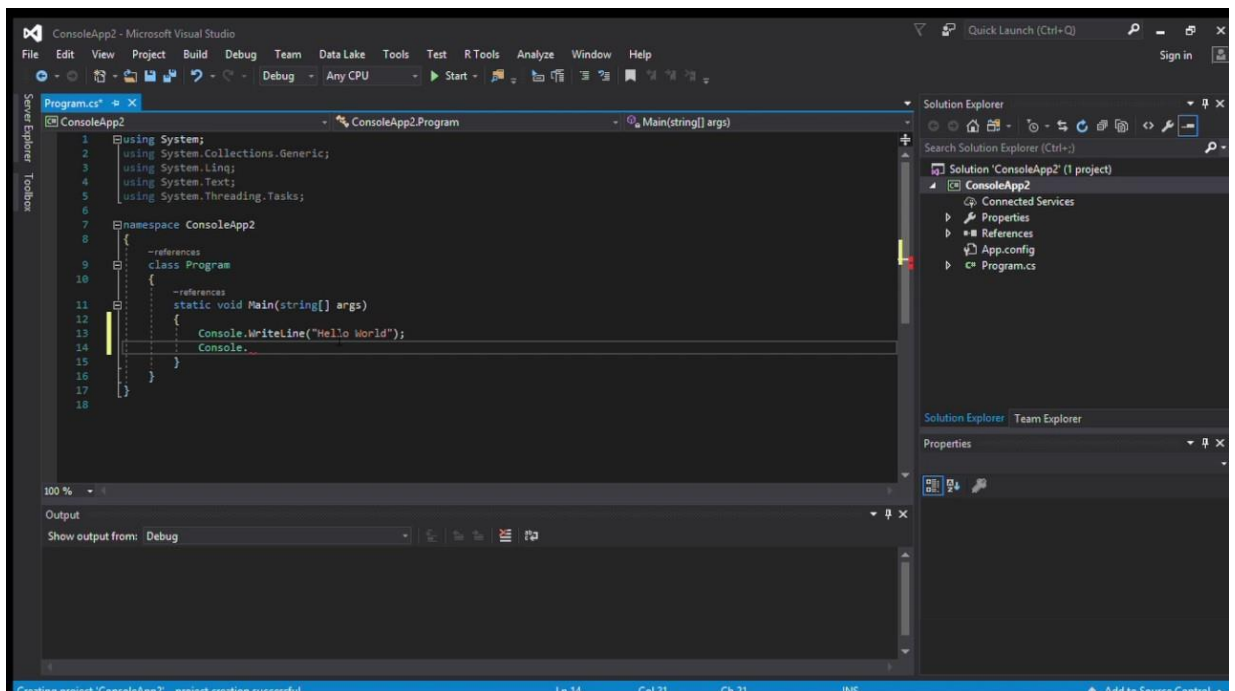 ConsoleApp2 - Microsoft Visual Studio
Quick Launch (Ctrl+Q)
File Edit View Project Build Debug Team Data Lake Tools Test R Tools Analyze Window Help
Sign in
Debug Any CPU Start
Server Explorer
Toolbox
Program.cs*
ConsoleApp2 ConsoleApp2.Program Main(string[] args)
1 using System;
2 using System.Collections.Generic;
3 using System.Linq;
4 using System.Text;
5 using System.Threading.Tasks;
6
7 namespace ConsoleApp2
8 {
-references
9 class Program
10 {
-references
11 static void Main(string[] args)
12 {
13 Console.WriteLine("Hello World");
14 Console.
15 }
16 }
17 }
18
100 %
Output
Show output from: Debug
Solution Explorer
Search Solution Explorer (Ctrl+;)
Solution 'ConsoleApp2' (1 project)
ConsoleApp2
Connected Services
Properties
References
App.config
C# Program.cs
Solution Explorer Team Explorer
Properties
Creating project 'ConsoleApp2'... project creation successful. Ln 14 Col 21 Ch 21 INS Add to Source Control